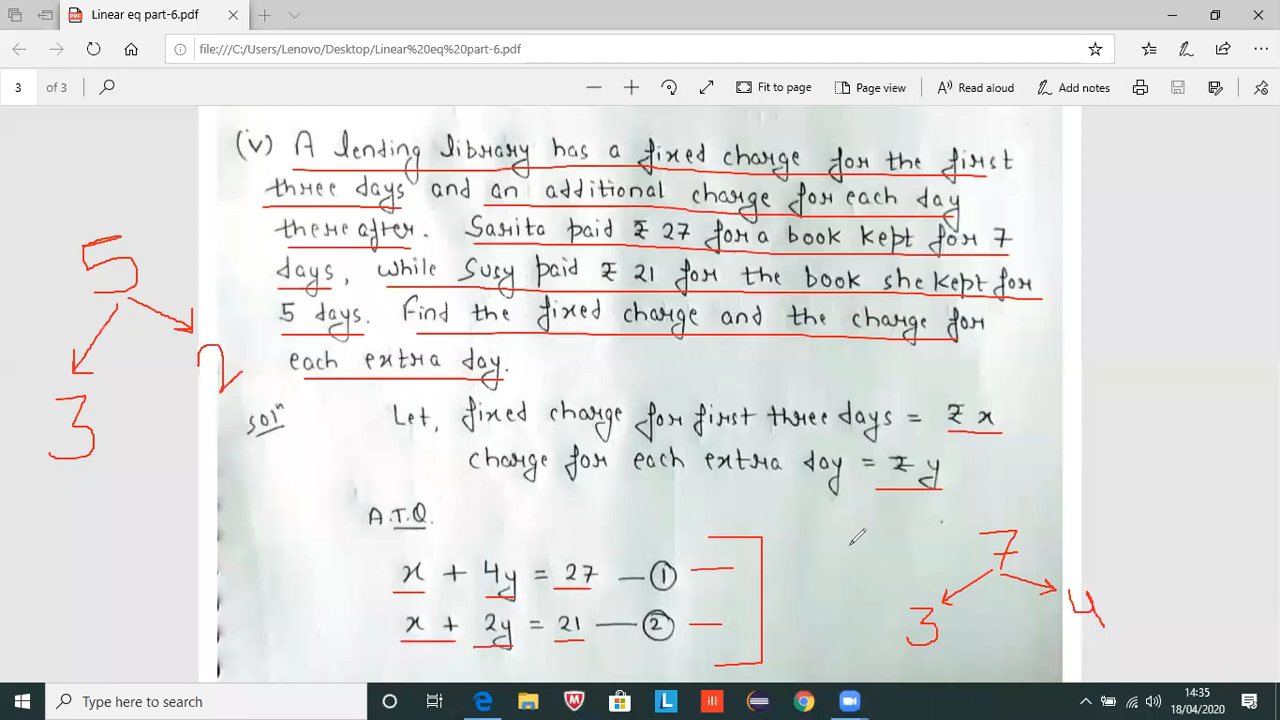 Linear eq part-6.pdf
file:///C:/Users/Lenovo/Desktop/Linear%20eq%20part-6.pdf
3 of 3
Fit to page
Page view
Read aloud
Add notes
(iv) A lending library has a fixed charge for the first
three days and an additional charge for each day
there after. Sarita paid ₹ 27 for a book kept for 7
days, while Susy paid ₹ 21 for the book she kept for
5 days. Find the fixed charge and the charge for
each extra day.
5
3
2
Solⁿ Let, fixed charge for first three days = ₹ x
charge for each extra day = ₹ y
A.T.Q.
x + 4y = 27 — ①
x + 2y = 21 — ②
7
3
4
Type here to search
14:35
18/04/2020